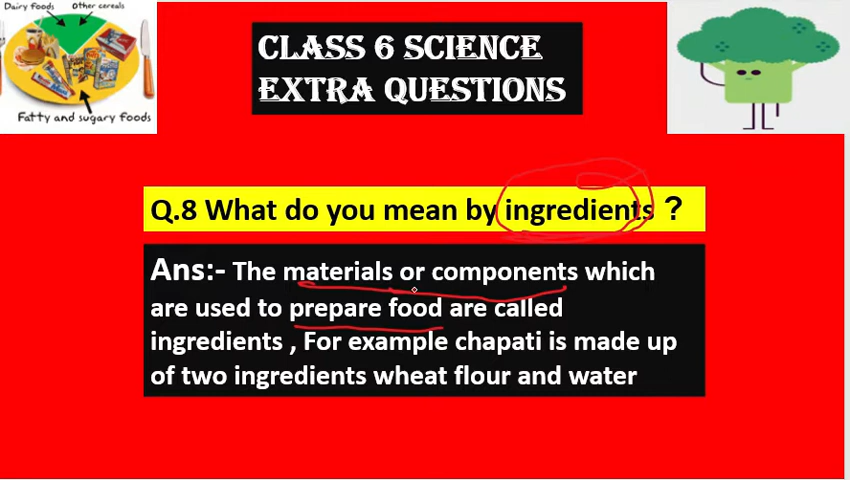 Dairy foods Other cereals
Fatty and sugary foods
CLASS 6 SCIENCE
EXTRA QUESTIONS
Q.8 What do you mean by ingredients ?
Ans:- The materials or components which
are used to prepare food are called
ingredients , For example chapati is made up
of two ingredients wheat flour and water